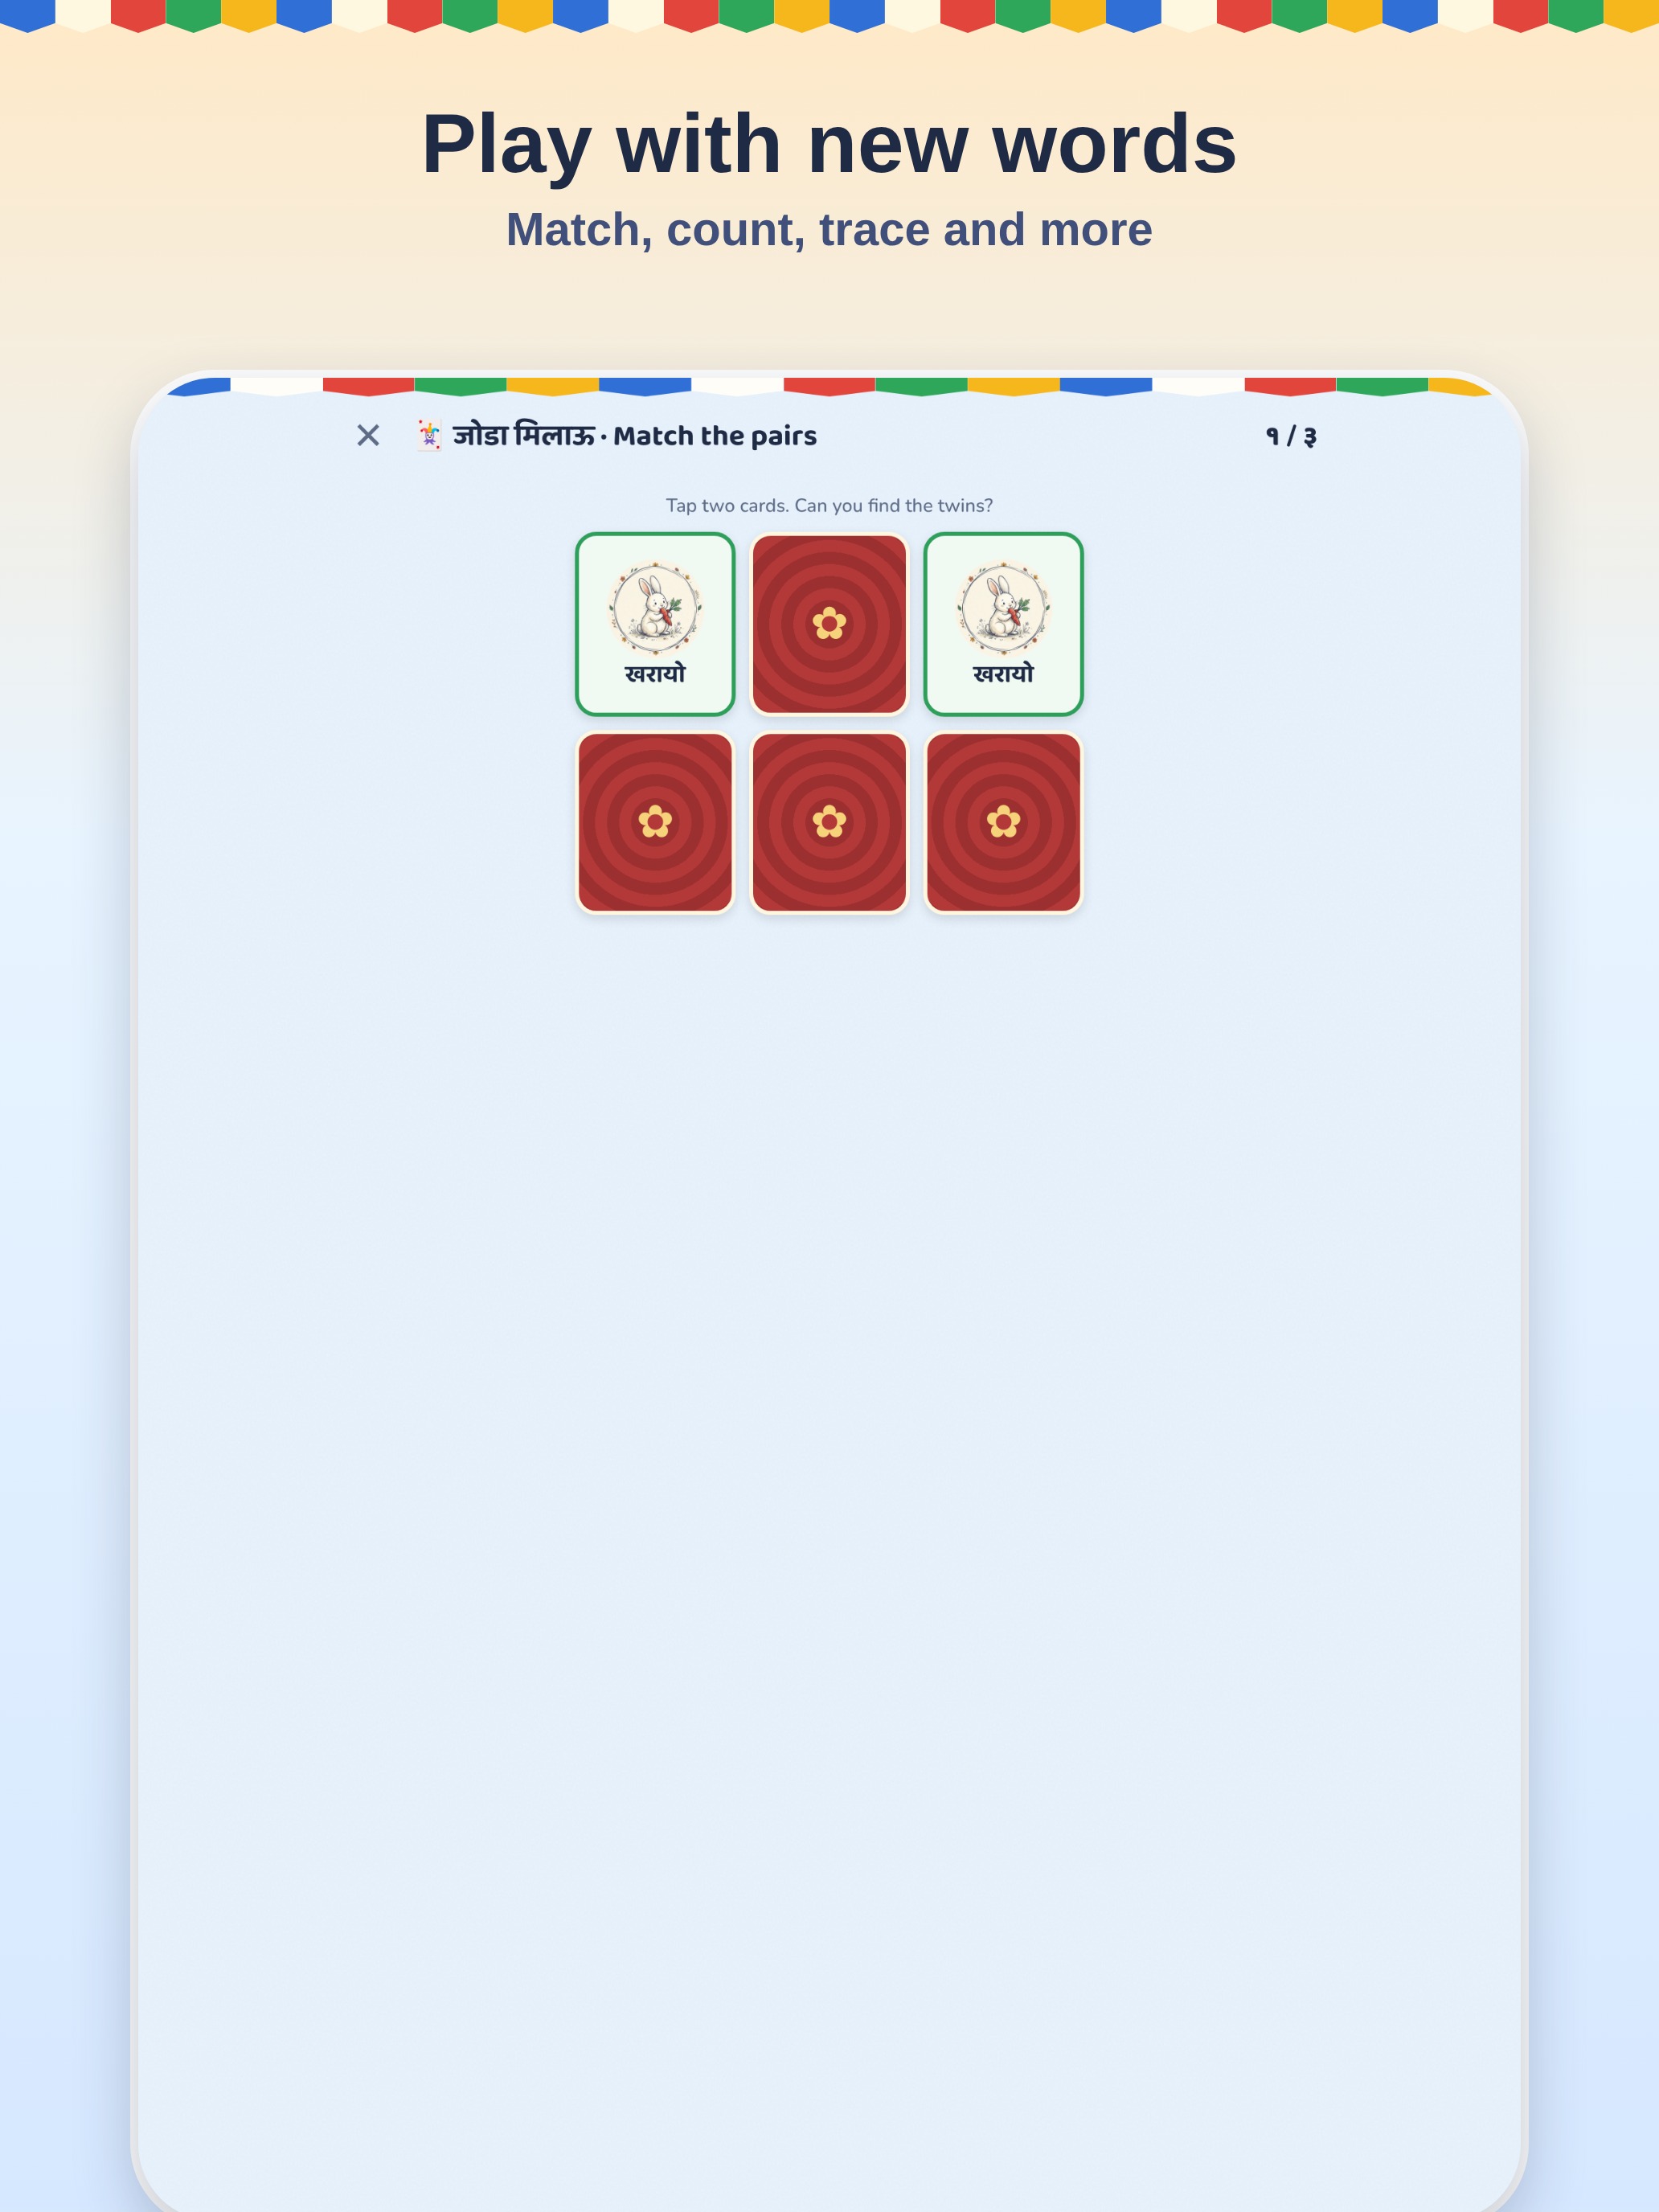 Play with new words
Match, count, trace and more
जोडा मिलाऊ · Match the pairs
१ / ३
Tap two cards. Can you find the twins?
खरायो
खरायो